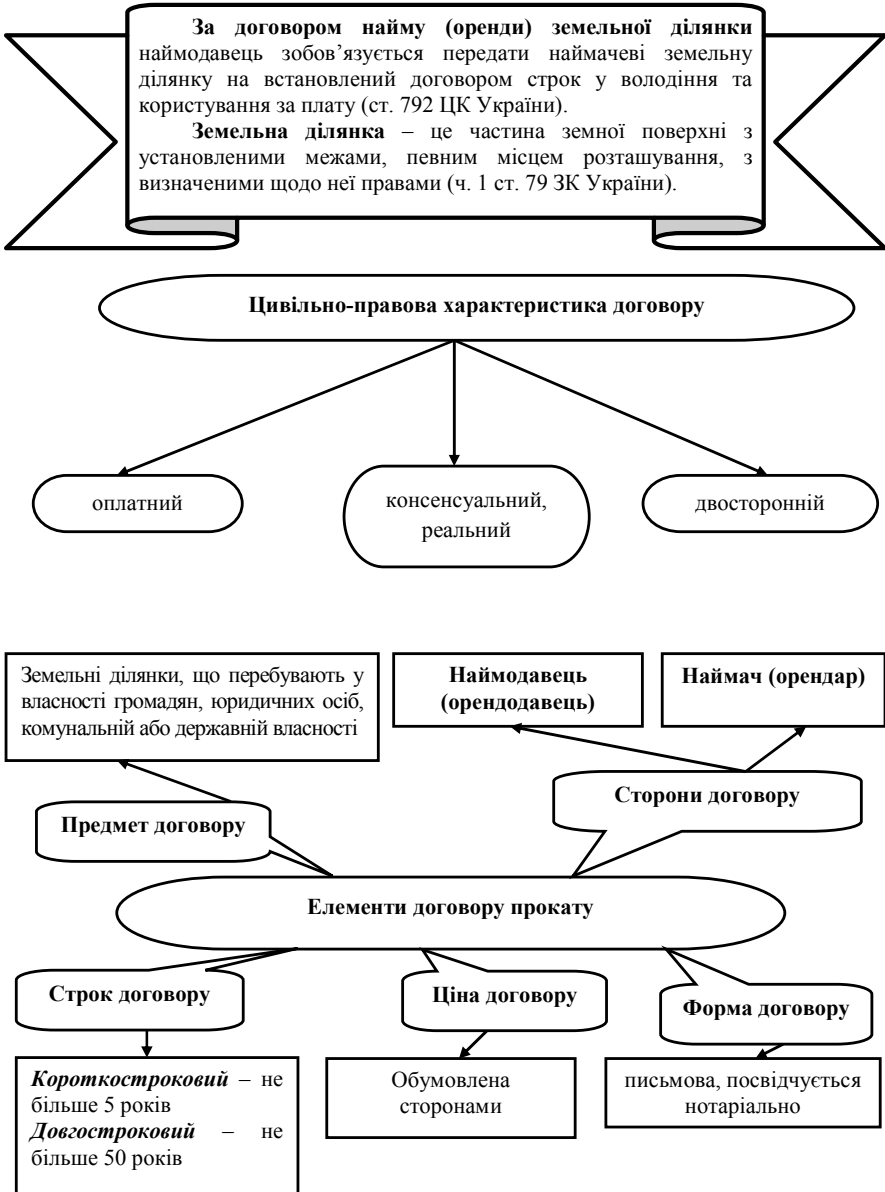 За договором найму (оренди) земельної ділянки
наймодавець зобов’язується передати наймачеві земельну
ділянку на встановлений договором строк у володіння та
користування за плату (ст. 792 ЦК України).
Земельна ділянка – це частина земної поверхні з
установленими межами, певним місцем розташування, з
визначеними щодо неї правами (ч. 1 ст. 79 ЗК України).
Цивільно-правова характеристика договору
оплатний
консенсуальний,
реальний
двосторонній
Земельні ділянки, що перебувають у
власності громадян, юридичних осіб,
комунальній або державній власності
Наймодавець
(орендодавець)
Наймач (орендар)
Предмет договору
Сторони договору
Елементи договору прокату
Строк договору
Ціна договору
Форма договору
Короткостроковий – не
більше 5 років
Довгостроковий – не
більше 50 років
Обумовлена
сторонами
письмова, посвідчується
нотаріально